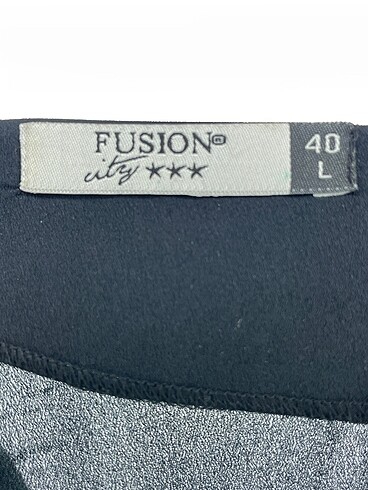 FUSION®
city ★★★
40
L